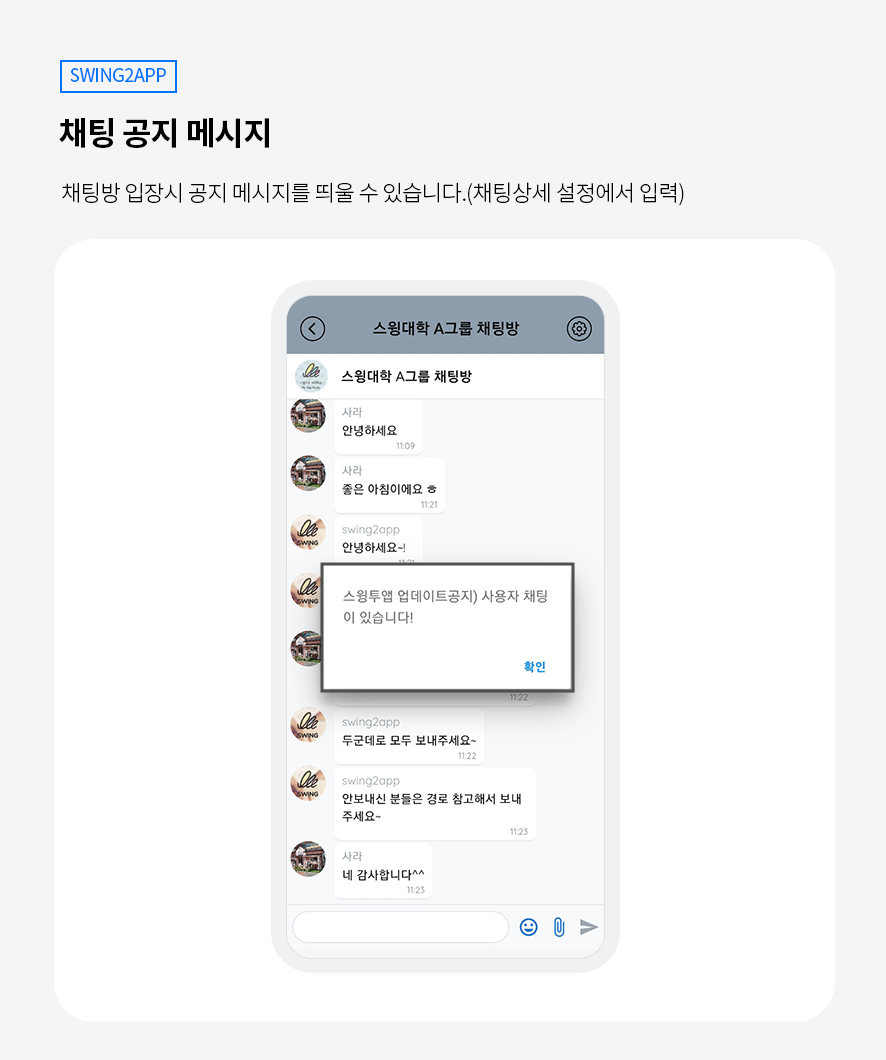 SWING2APP
채팅 공지 메시지
채팅방 입장시 공지 메시지를 띄울 수 있습니다.(채팅상세 설정에서 입력)
스윙대학 A그룹 채팅방
스윙대학 A그룹 채팅방
사라
안녕하세요
11:09
사라
좋은 아침이에요 ㅎ
11:21
SWING
swing2app
안녕하세요~!
SWING
스윙투앱 업데이트공지) 사용자 채팅
이 있습니다!
확인
11:22
SWING
swing2app
두군데로 모두 보내주세요~
11:22
SWING
swing2app
안보내신 분들은 경로 참고해서 보내
주세요~
11:23
사라
네 감사합니다^^
11:23